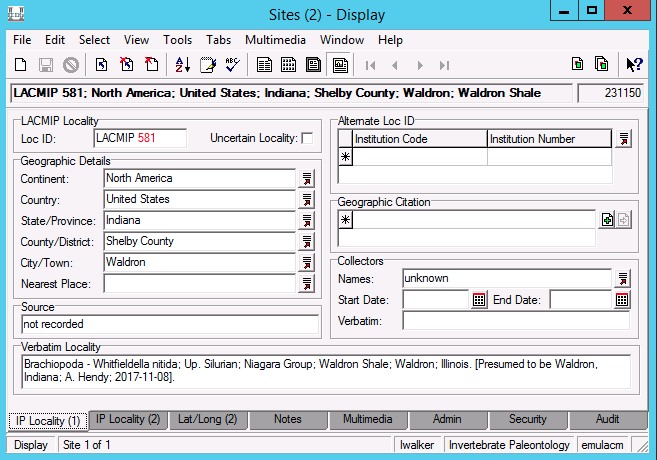 Sites (2) - Display
File Edit Select View Tools Tabs Multimedia Window Help
A Z ABC
LACMIP 581; North America; United States; Indiana; Shelby County; Waldron; Waldron Shale 231150
LACMIP Locality
Loc ID: LACMIP 581 Uncertain Locality:
Geographic Details
Continent: North America
Country: United States
State/Province: Indiana
County/District: Shelby County
City/Town: Waldron
Nearest Place:
Source
not recorded
Alternate Loc ID
Institution Code Institution Number
Geographic Citation
Collectors
Names: unknown
Start Date: End Date:
Verbatim:
Verbatim Locality
Brachiopoda - Whitfieldella nitida; Up. Silurian; Niagara Group; Waldron Shale; Waldron; Illinois. [Presumed to be Waldron,
Indiana; A. Hendy; 2017-11-08].
IP Locality (1) IP Locality (2) Lat/Long (2) Notes Multimedia Admin Security Audit
Display Site 1 of 1 lwalker Invertebrate Paleontology emulacm